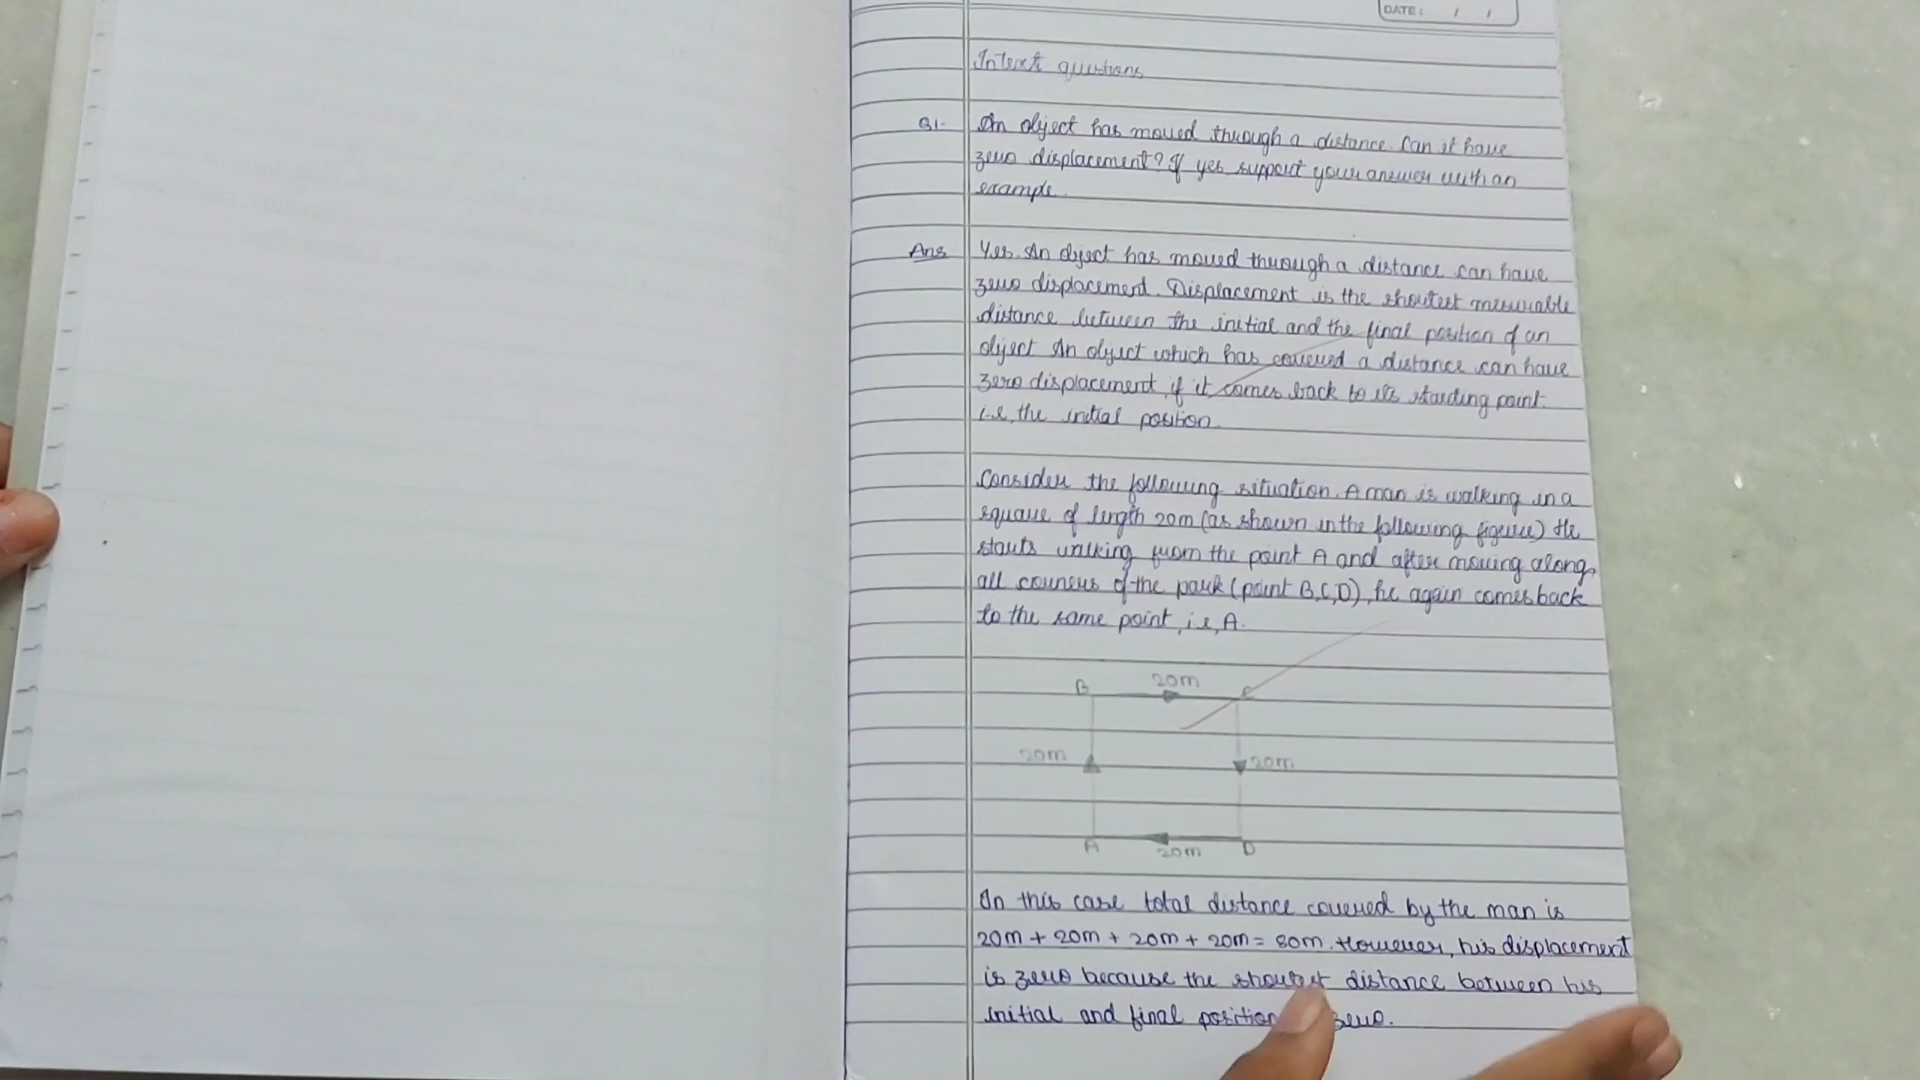 DATE: / /
Intext questions
Q1. An object has moved through a distance. Can it have
zero displacement? If yes support your answer with an
example.
Ans Yes. An object has moved through a distance can have
zero displacement. Displacement is the shortest measurable
distance between the initial and the final position of an
object An object which has covered a distance can have
zero displacement, if it comes back to its starting point
i.e, the initial position.
Consider the following situation. A man is walking in a
square of length 20m (as shown in the following figure) He
starts walking from the point A and after moving along
all corners of the park (point B,C,D), he again comes back
to the same point, i.e, A.
B 20m C
20m 20m
A 20m D
In this case total distance covered by the man is
20m + 20m + 20m + 20m = 80m. However, his displacement
is zero because the shortest distance between his
initial and final position zero.